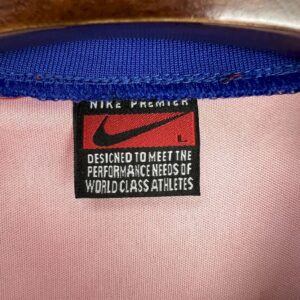 NIKE PREMIER
L
DESIGNED TO MEET THE
PERFORMANCE NEEDS OF
WORLD CLASS ATHLETES